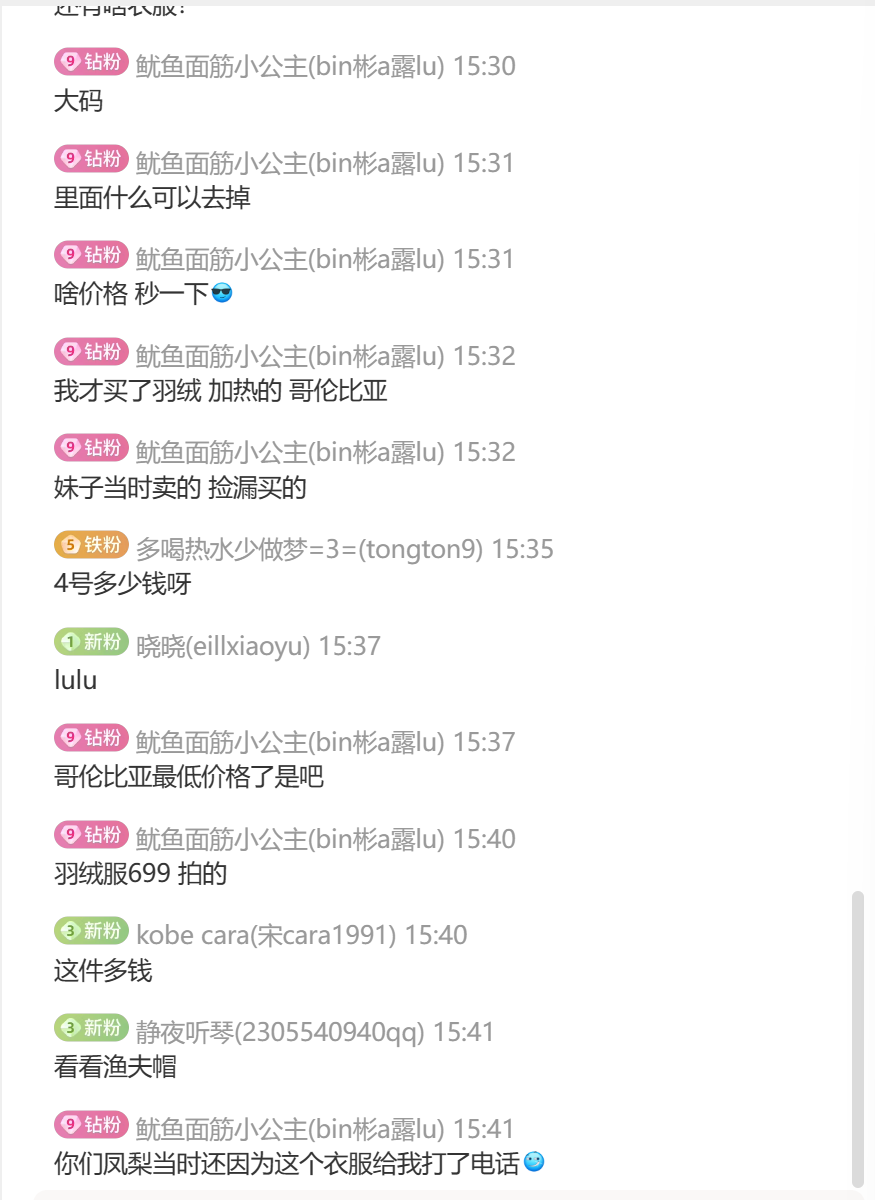 还有啥衣服！
9 钻粉 鱿鱼面筋小公主(bin彬a露lu) 15:30
大码
9 钻粉 鱿鱼面筋小公主(bin彬a露lu) 15:31
里面什么可以去掉
9 钻粉 鱿鱼面筋小公主(bin彬a露lu) 15:31
啥价格 秒一下😎
9 钻粉 鱿鱼面筋小公主(bin彬a露lu) 15:32
我才买了羽绒 加热的 哥伦比亚
9 钻粉 鱿鱼面筋小公主(bin彬a露lu) 15:32
妹子当时卖的 捡漏买的
5 铁粉 多喝热水少做梦=3=(tongton9) 15:35
4号多少钱呀
1 新粉 晓晓(eillxiaoyu) 15:37
lulu
9 钻粉 鱿鱼面筋小公主(bin彬a露lu) 15:37
哥伦比亚最低价格了是吧
9 钻粉 鱿鱼面筋小公主(bin彬a露lu) 15:40
羽绒服699 拍的
3 新粉 kobe cara(宋cara1991) 15:40
这件多钱
3 新粉 静夜听琴(2305540940qq) 15:41
看看渔夫帽
9 钻粉 鱿鱼面筋小公主(bin彬a露lu) 15:41
你们凤梨当时还因为这个衣服给我打了电话